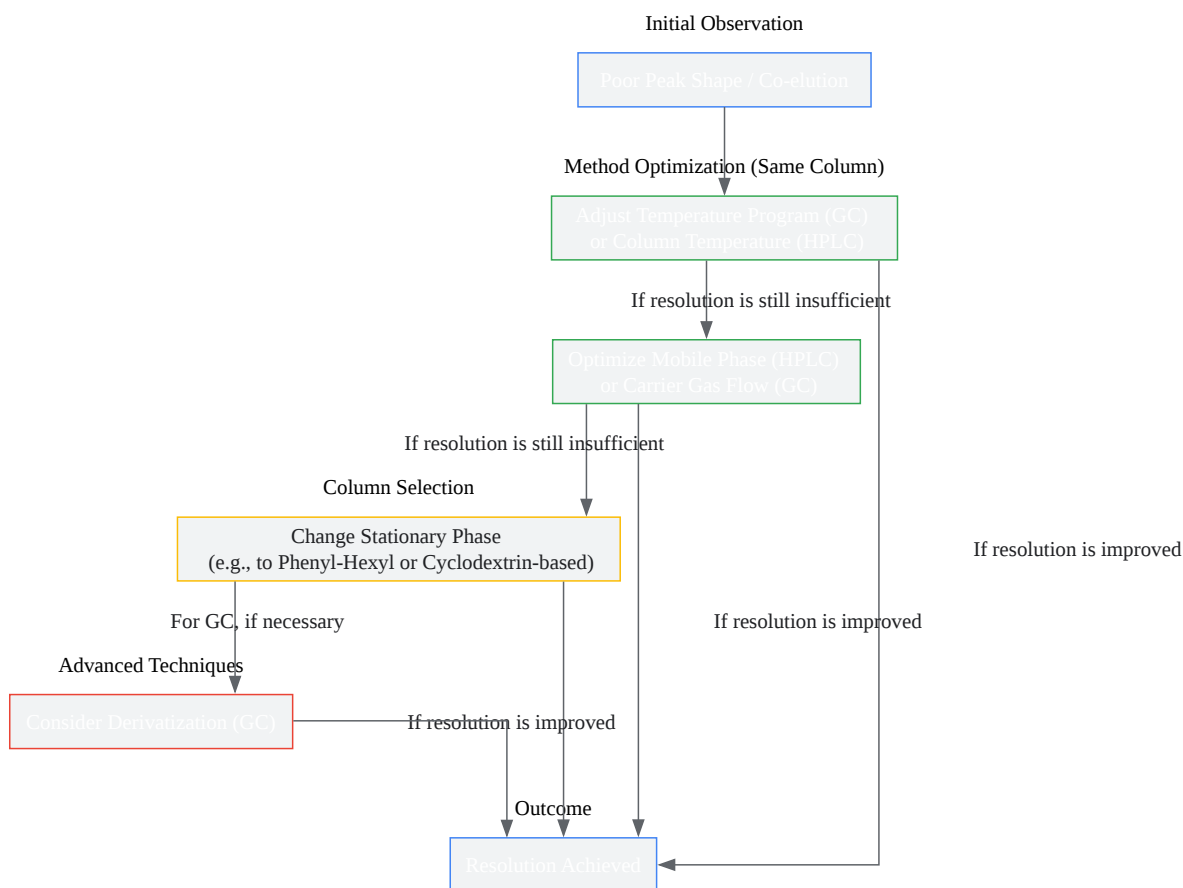 Initial Observation
Poor Peak Shape / Co-elution
Method Optimization (Same Column)
Adjust Temperature Program (GC)
or Column Temperature (HPLC)
If resolution is still insufficient
Optimize Mobile Phase (HPLC)
or Carrier Gas Flow (GC)
If resolution is still insufficient
Column Selection
Change Stationary Phase
(e.g., to Phenyl-Hexyl or Cyclodextrin-based)
If resolution is improved
For GC, if necessary
If resolution is improved
Advanced Techniques
Consider Derivatization (GC)
If resolution is improved
Outcome
Resolution Achieved